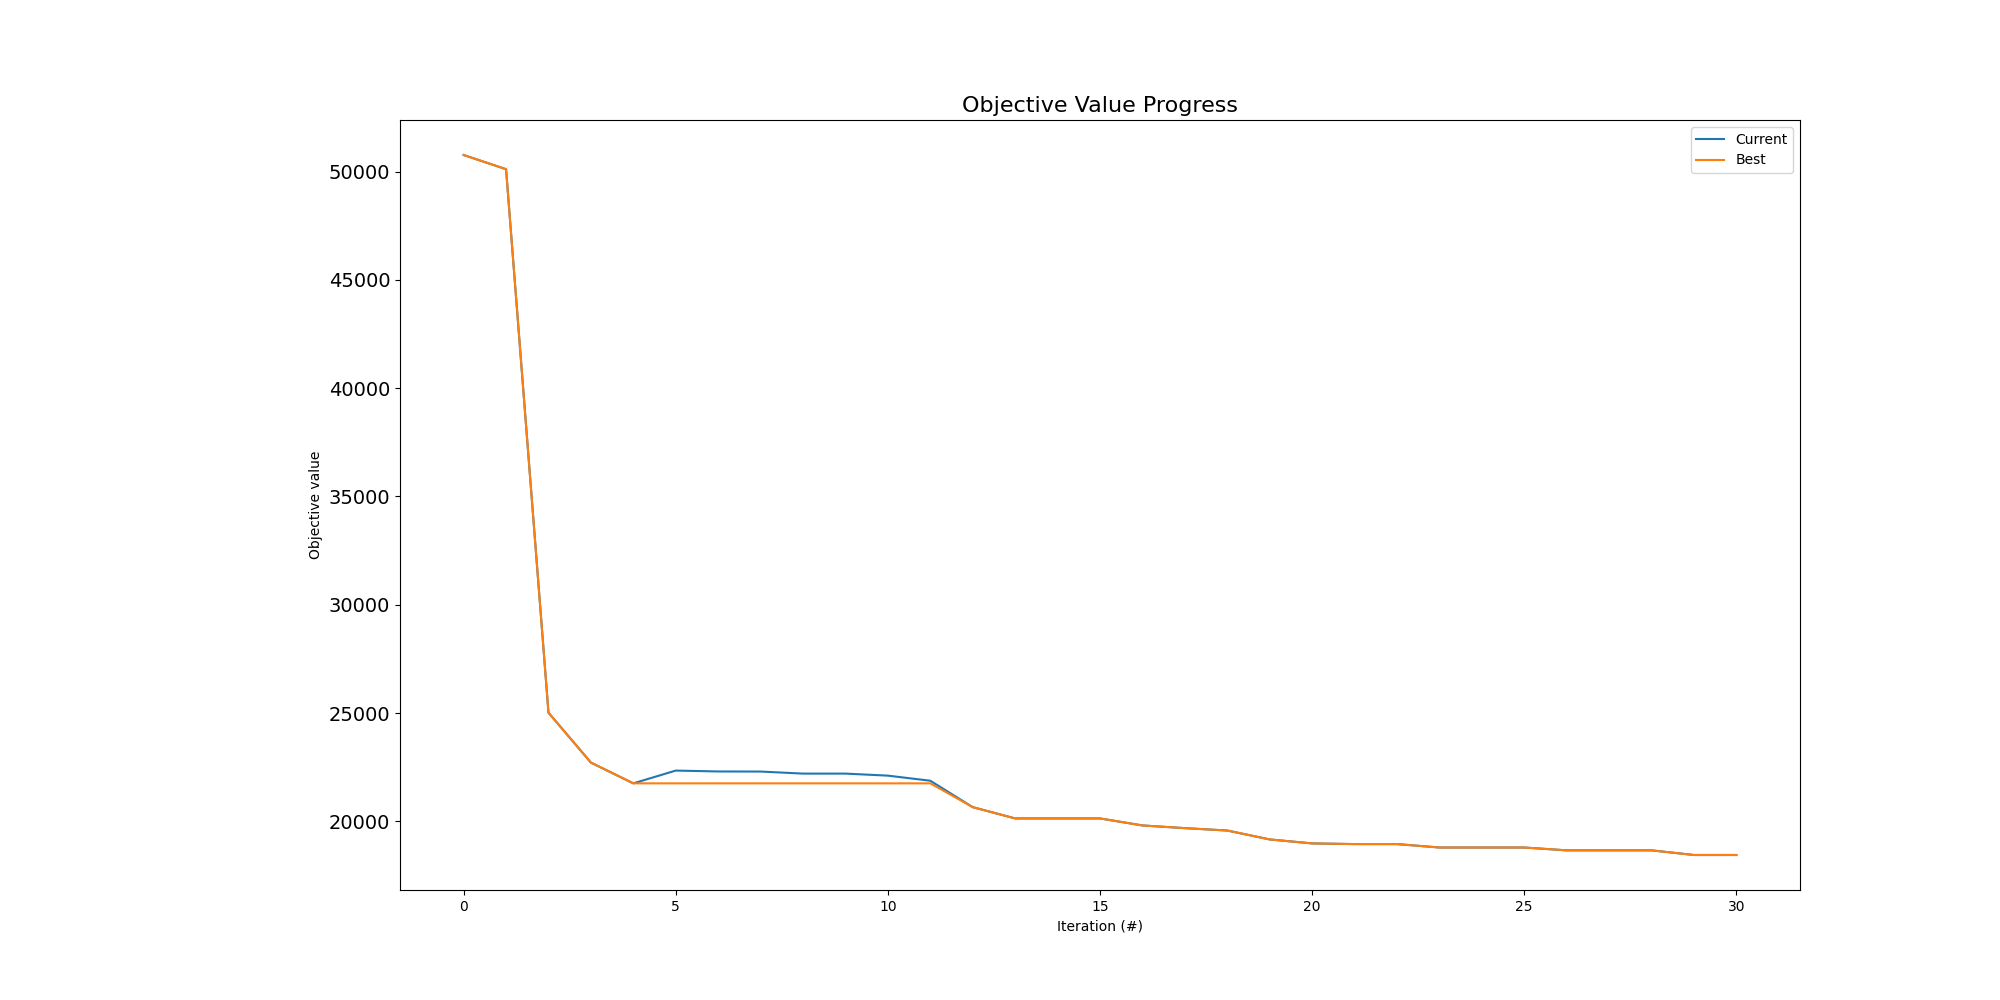 Objective Value Progress
Current
Best
50000
45000
40000
35000
30000
25000
20000
Objective value
0 5 10 15 20 25 30
Iteration (#)